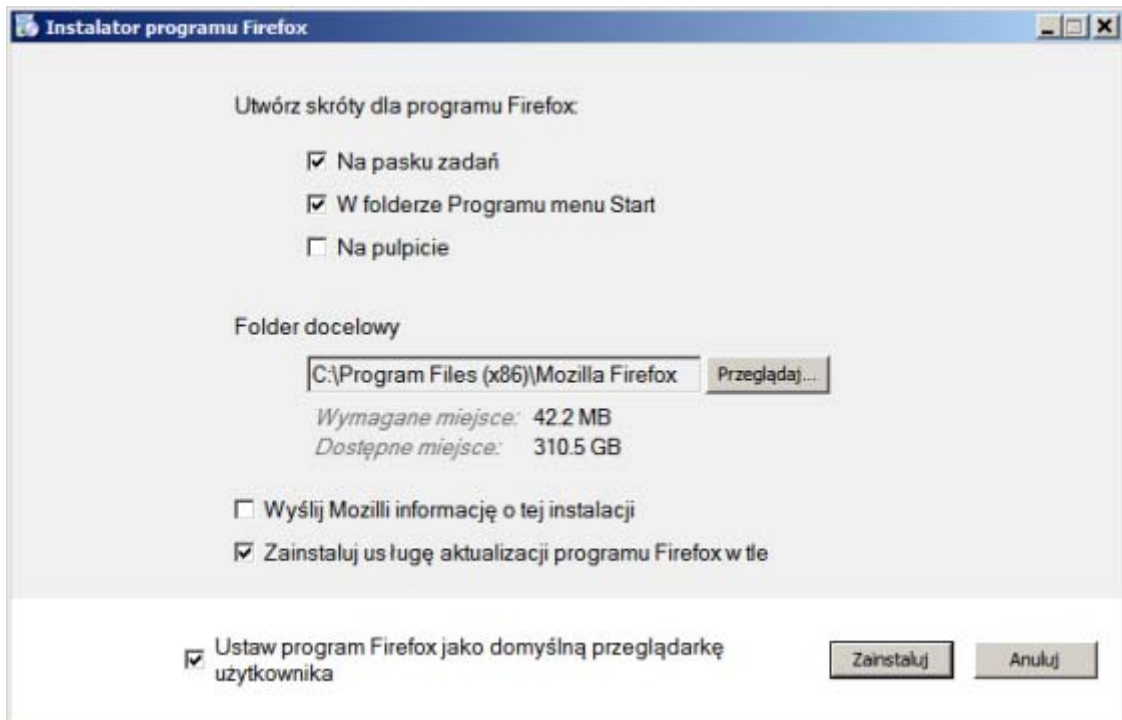 Instalator programu Firefox
Utwórz skróty dla programu Firefox:
Na pasku zadań
W folderze Programu menu Start
Na pulpicie
Folder docelowy
C:\Program Files (x86)\Mozilla Firefox Przeglądaj...
Wymagane miejsce: 42.2 MB
Dostępne miejsce: 310.5 GB
Wyślij Mozilli informację o tej instalacji
Zainstaluj usługę aktualizacji programu Firefox w tle
Ustaw program Firefox jako domyślną przeglądarkę
użytkownika
Zainstaluj Anuluj